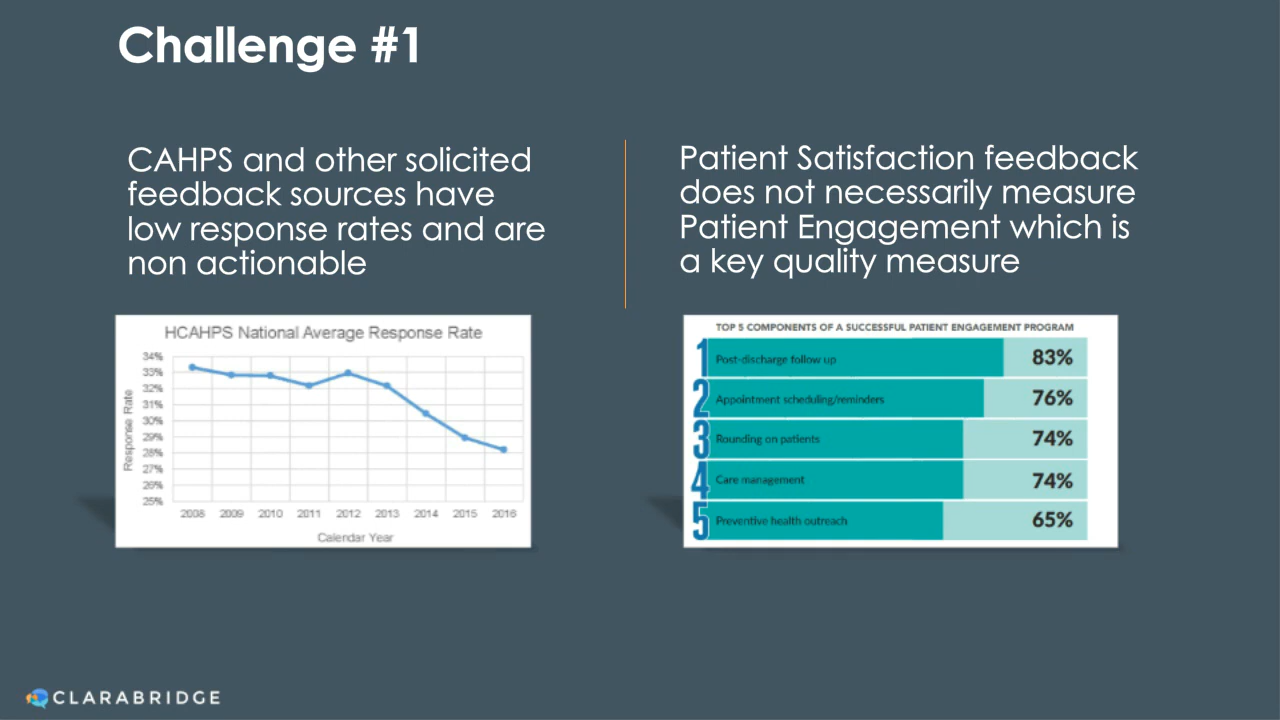 Challenge #1
CAHPS and other solicited
feedback sources have
low response rates and are
non actionable
Patient Satisfaction feedback
does not necessarily measure
Patient Engagement which is
a key quality measure
HCAHPS National Average Response Rate
34%
33%
32%
31%
30%
29%
28%
27%
26%
25%
Response Rate
2008 2009 2010 2011 2012 2013 2014 2015 2016
Calendar Year
TOP 5 COMPONENTS OF A SUCCESSFUL PATIENT ENGAGEMENT PROGRAM
1 Post-discharge follow up 83%
2 Appointment scheduling/reminders 76%
3 Rounding on patients 74%
4 Care management 74%
5 Preventive health outreach 65%
CLARABRIDGE